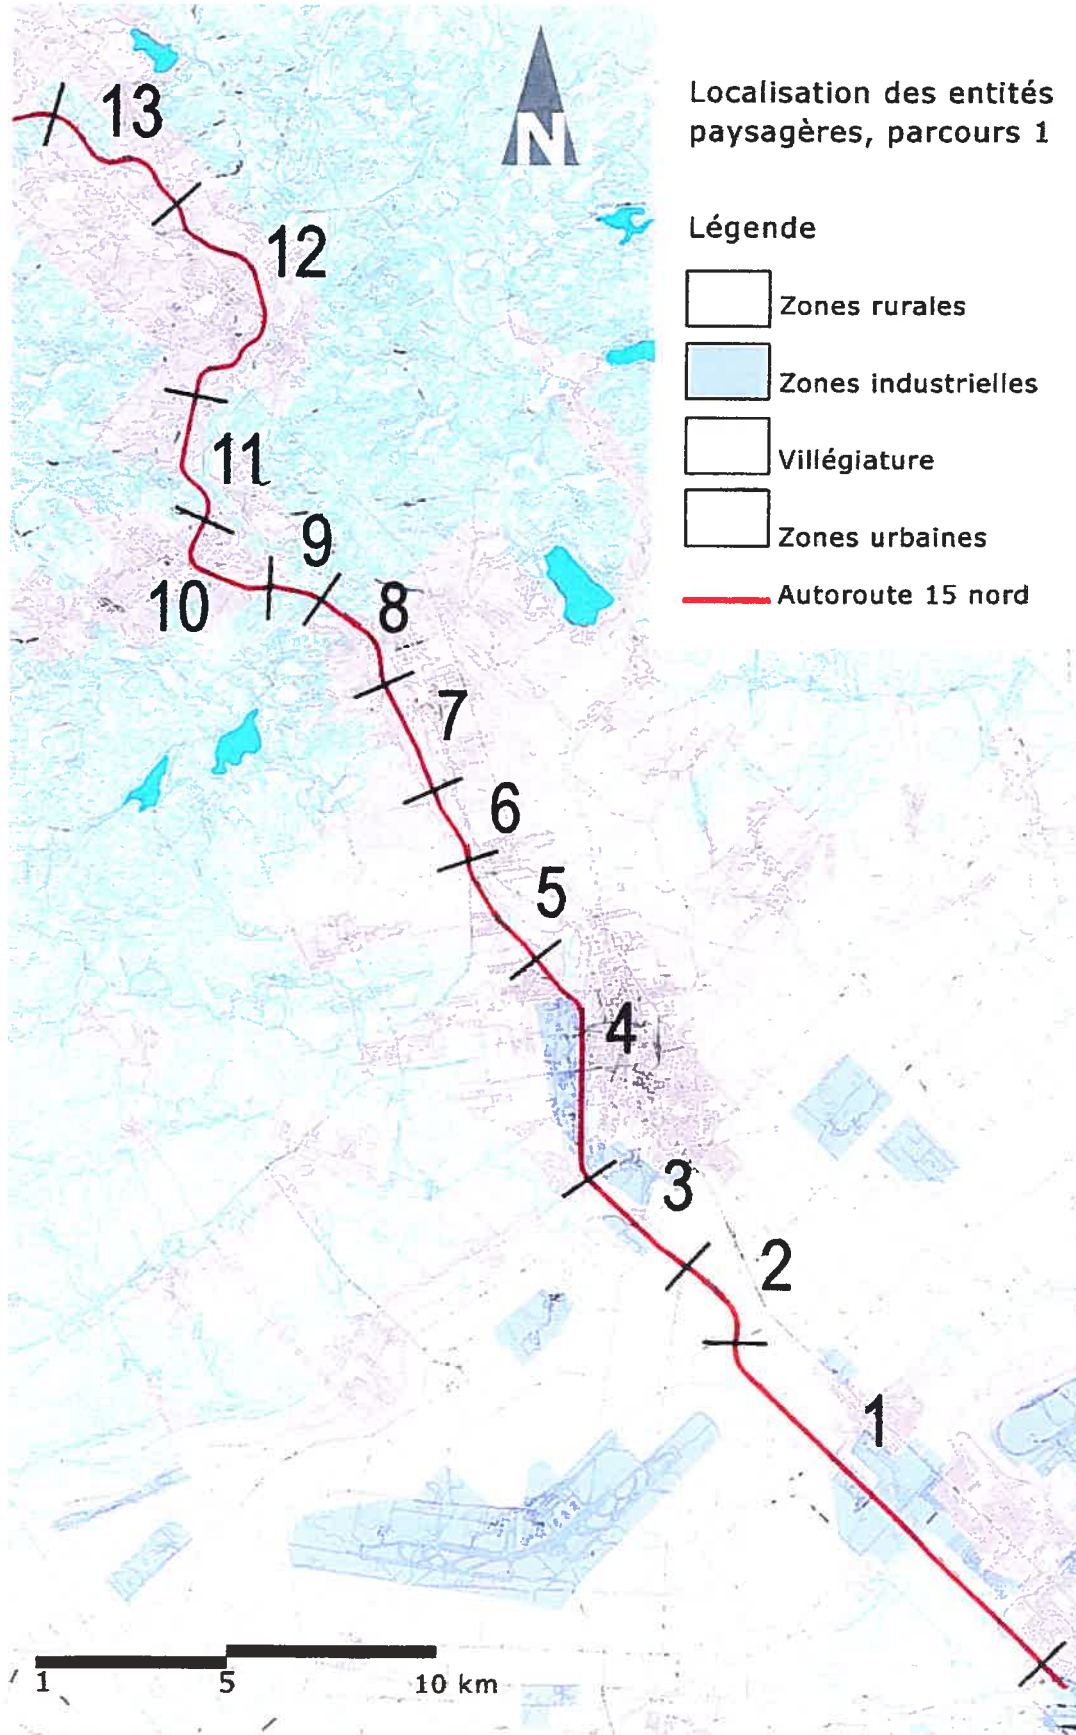 Localisation des entités
paysagères, parcours 1
N
Légende
Zones rurales
Zones industrielles
Villégiature
Zones urbaines
Autoroute 15 nord
13
12
11
10
9
8
7
6
5
4
3
2
1
1 5 10 km